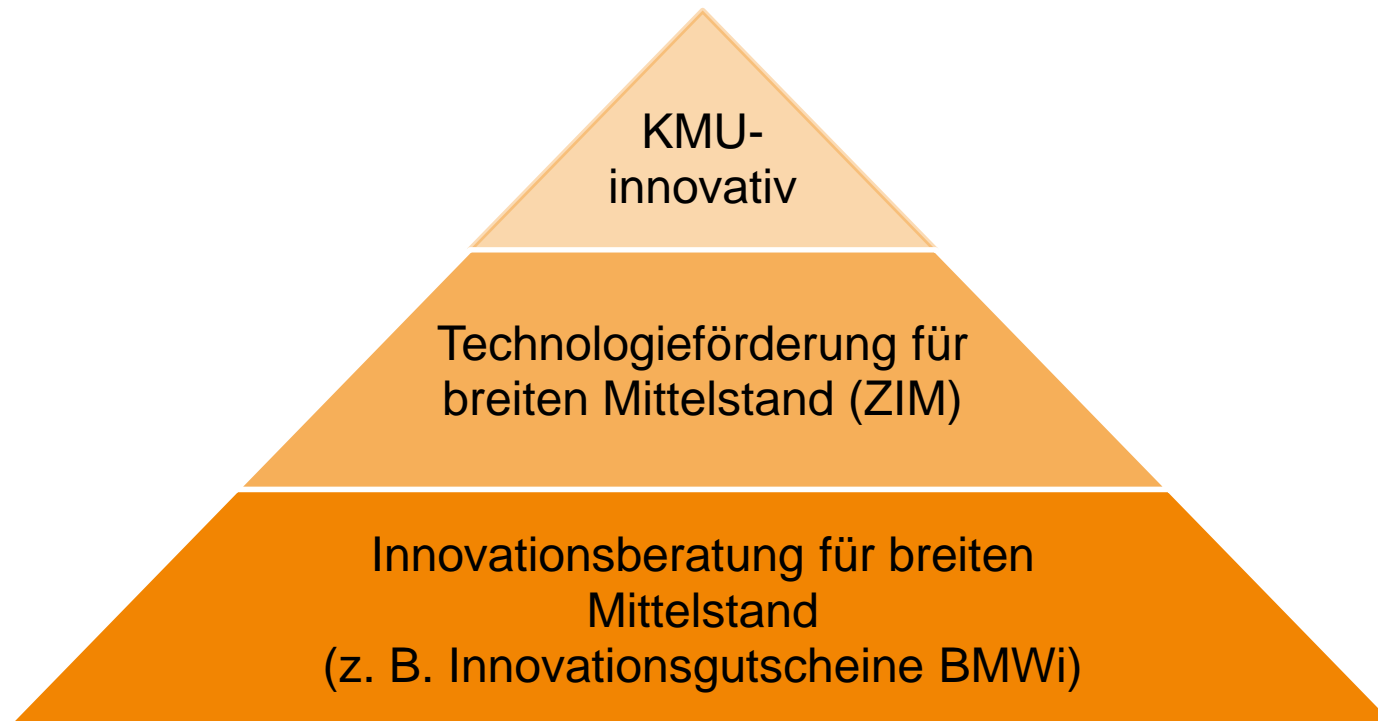 KMU-
innovativ
Technologieförderung für
breiten Mittelstand (ZIM)
Innovationsberatung für breiten
Mittelstand
(z. B. Innovationsgutscheine BMWi)